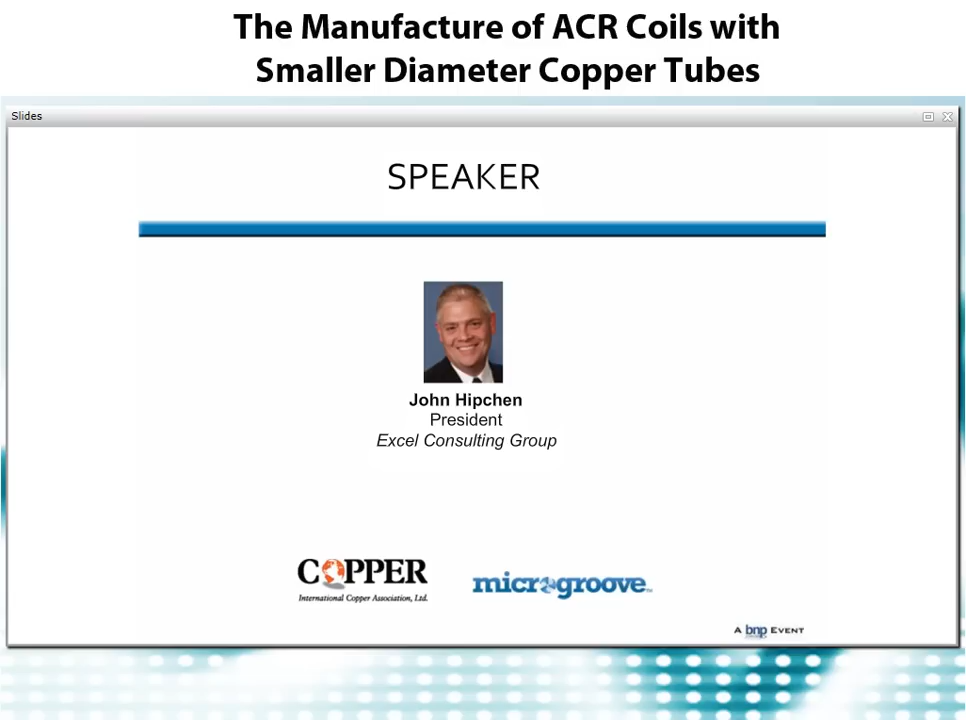 The Manufacture of ACR Coils with
Smaller Diameter Copper Tubes
Slides
SPEAKER
John Hipchen
President
Excel Consulting Group
COPPER
International Copper Association, Ltd.
microgroove™
A bnp EVENT